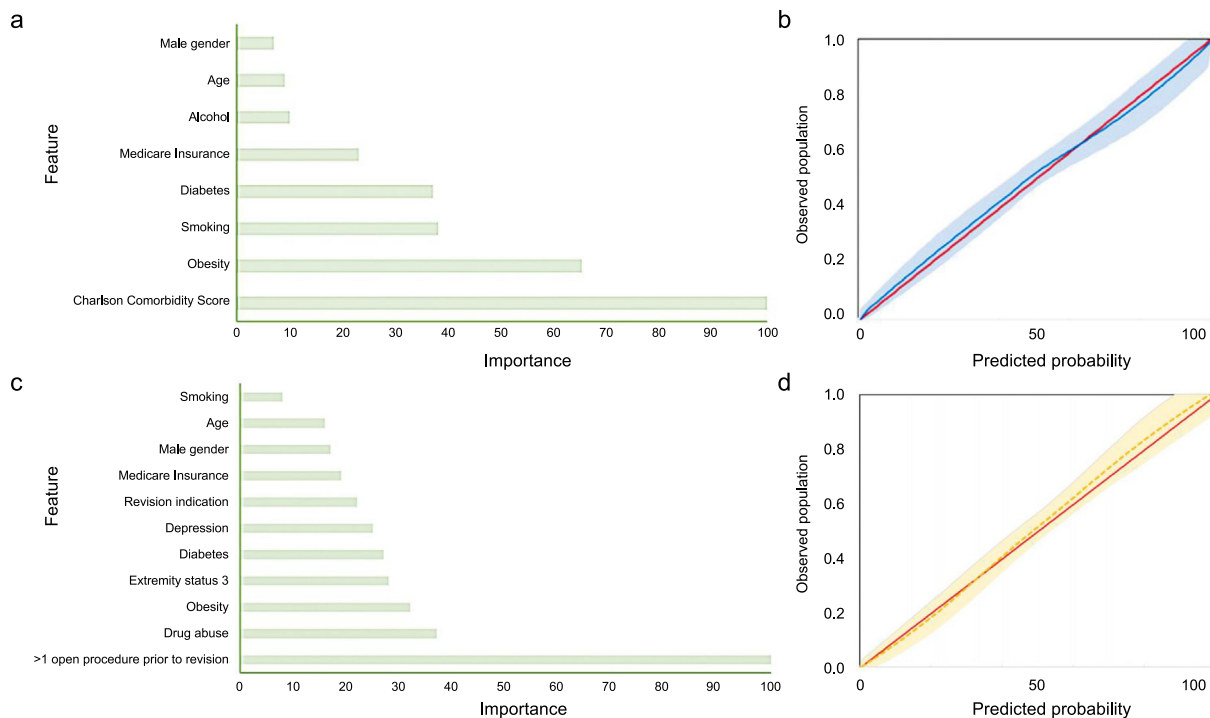 a
Feature
Male gender
Age
Alcohol
Medicare Insurance
Diabetes
Smoking
Obesity
Charlson Comorbidity Score
0 10 20 30 40 50 60 70 80 90 100
Importance
b
Observed population
1.0
0.8
0.6
0.4
0.2
0.0
0 50 100
Predicted probability
c
Feature
Smoking
Age
Male gender
Medicare Insurance
Revision indication
Depression
Diabetes
Extremity status 3
Obesity
Drug abuse
>1 open procedure prior to revision
0 10 20 30 40 50 60 70 80 90 100
Importance
d
Observed population
1.0
0.8
0.6
0.4
0.2
0.0
0 50 100
Predicted probability